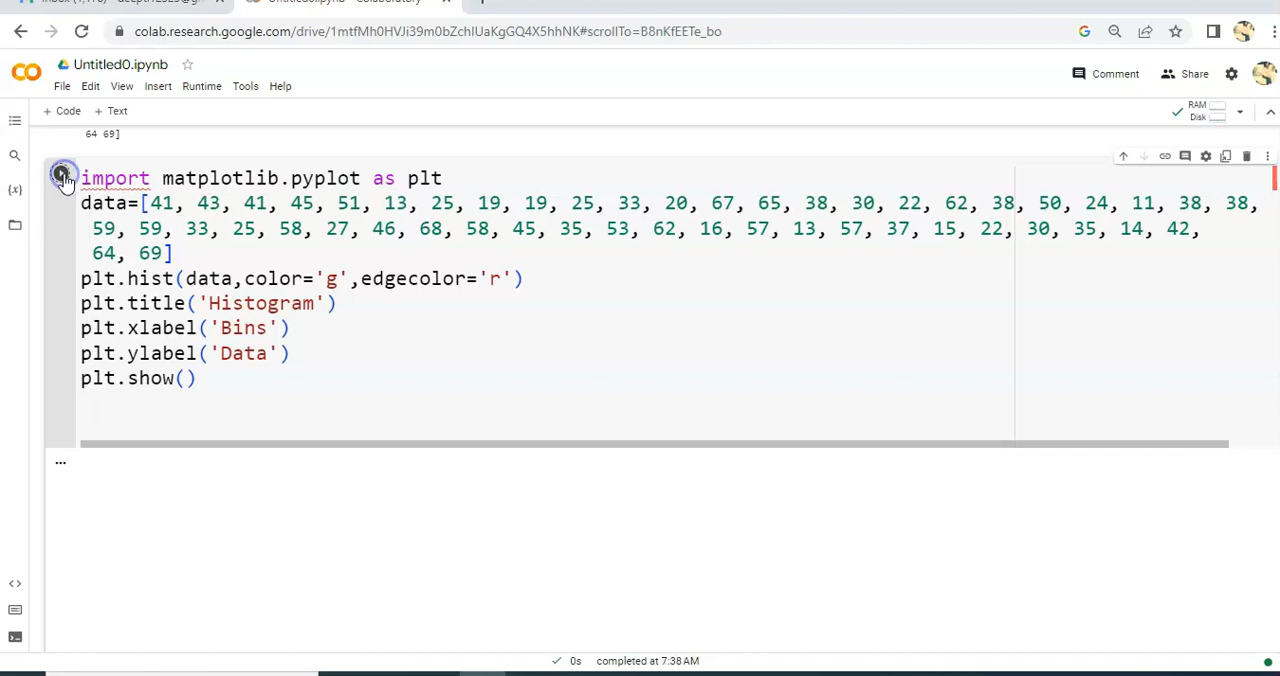 colab.research.google.com/drive/1mtfMh0HVJi39m0bZchIUaKgGQ4X5hhNK#scrollTo=B8nKfEETe_bo
Untitled0.ipynb
Comment
Share
File Edit View Insert Runtime Tools Help
+ Code + Text
RAM
Disk
64 69]
import matplotlib.pyplot as plt
data=[41, 43, 41, 45, 51, 13, 25, 19, 19, 25, 33, 20, 67, 65, 38, 30, 22, 62, 38, 50, 24, 11, 38, 38,
59, 59, 33, 25, 58, 27, 46, 68, 58, 45, 35, 53, 62, 16, 57, 13, 57, 37, 15, 22, 30, 35, 14, 42,
64, 69]
plt.hist(data,color='g',edgecolor='r')
plt.title('Histogram')
plt.xlabel('Bins')
plt.ylabel('Data')
plt.show()
...
0s completed at 7:38 AM